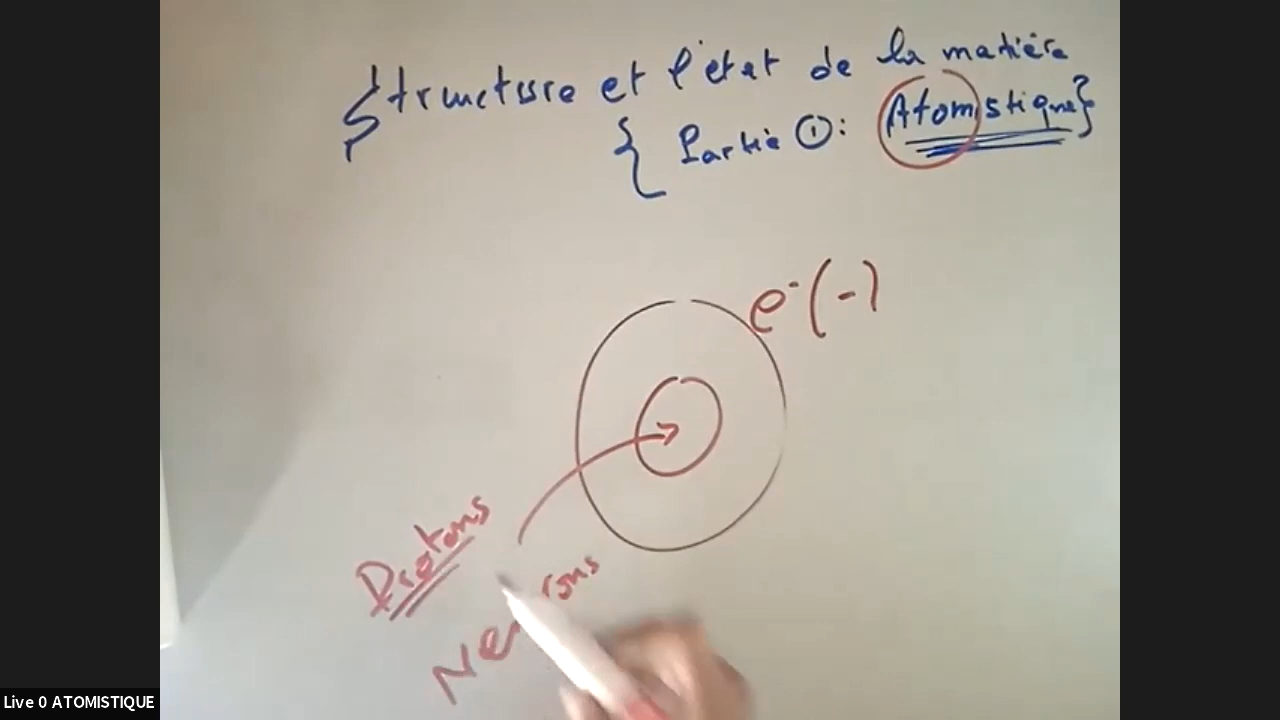 Structure et l'état de la matière
{ Partie ①: Atomistique}
e⁻ (-)
Protons
Neutrons
Live 0 ATOMISTIQUE